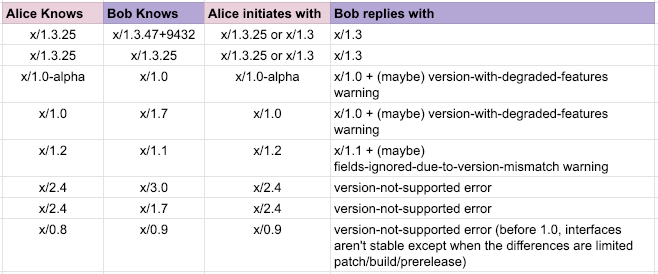 Alice Knows Bob Knows Alice initiates with Bob replies with
x/1.3.25 x/1.3.47+9432 x/1.3.25 or x/1.3 x/1.3
x/1.3.25 x/1.3.25 x/1.3.25 or x/1.3 x/1.3
x/1.0-alpha x/1.0 x/1.0-alpha x/1.0 + (maybe) version-with-degraded-features
warning
x/1.0 x/1.7 x/1.0 x/1.0 + (maybe) version-with-degraded-features
warning
x/1.2 x/1.1 x/1.2 x/1.1 + (maybe)
fields-ignored-due-to-version-mismatch warning
x/2.4 x/3.0 x/2.4 version-not-supported error
x/2.4 x/1.7 x/2.4 version-not-supported error
x/0.8 x/0.9 x/0.9 version-not-supported error (before 1.0, interfaces
aren't stable except when the differences are limited
patch/build/prerelease)